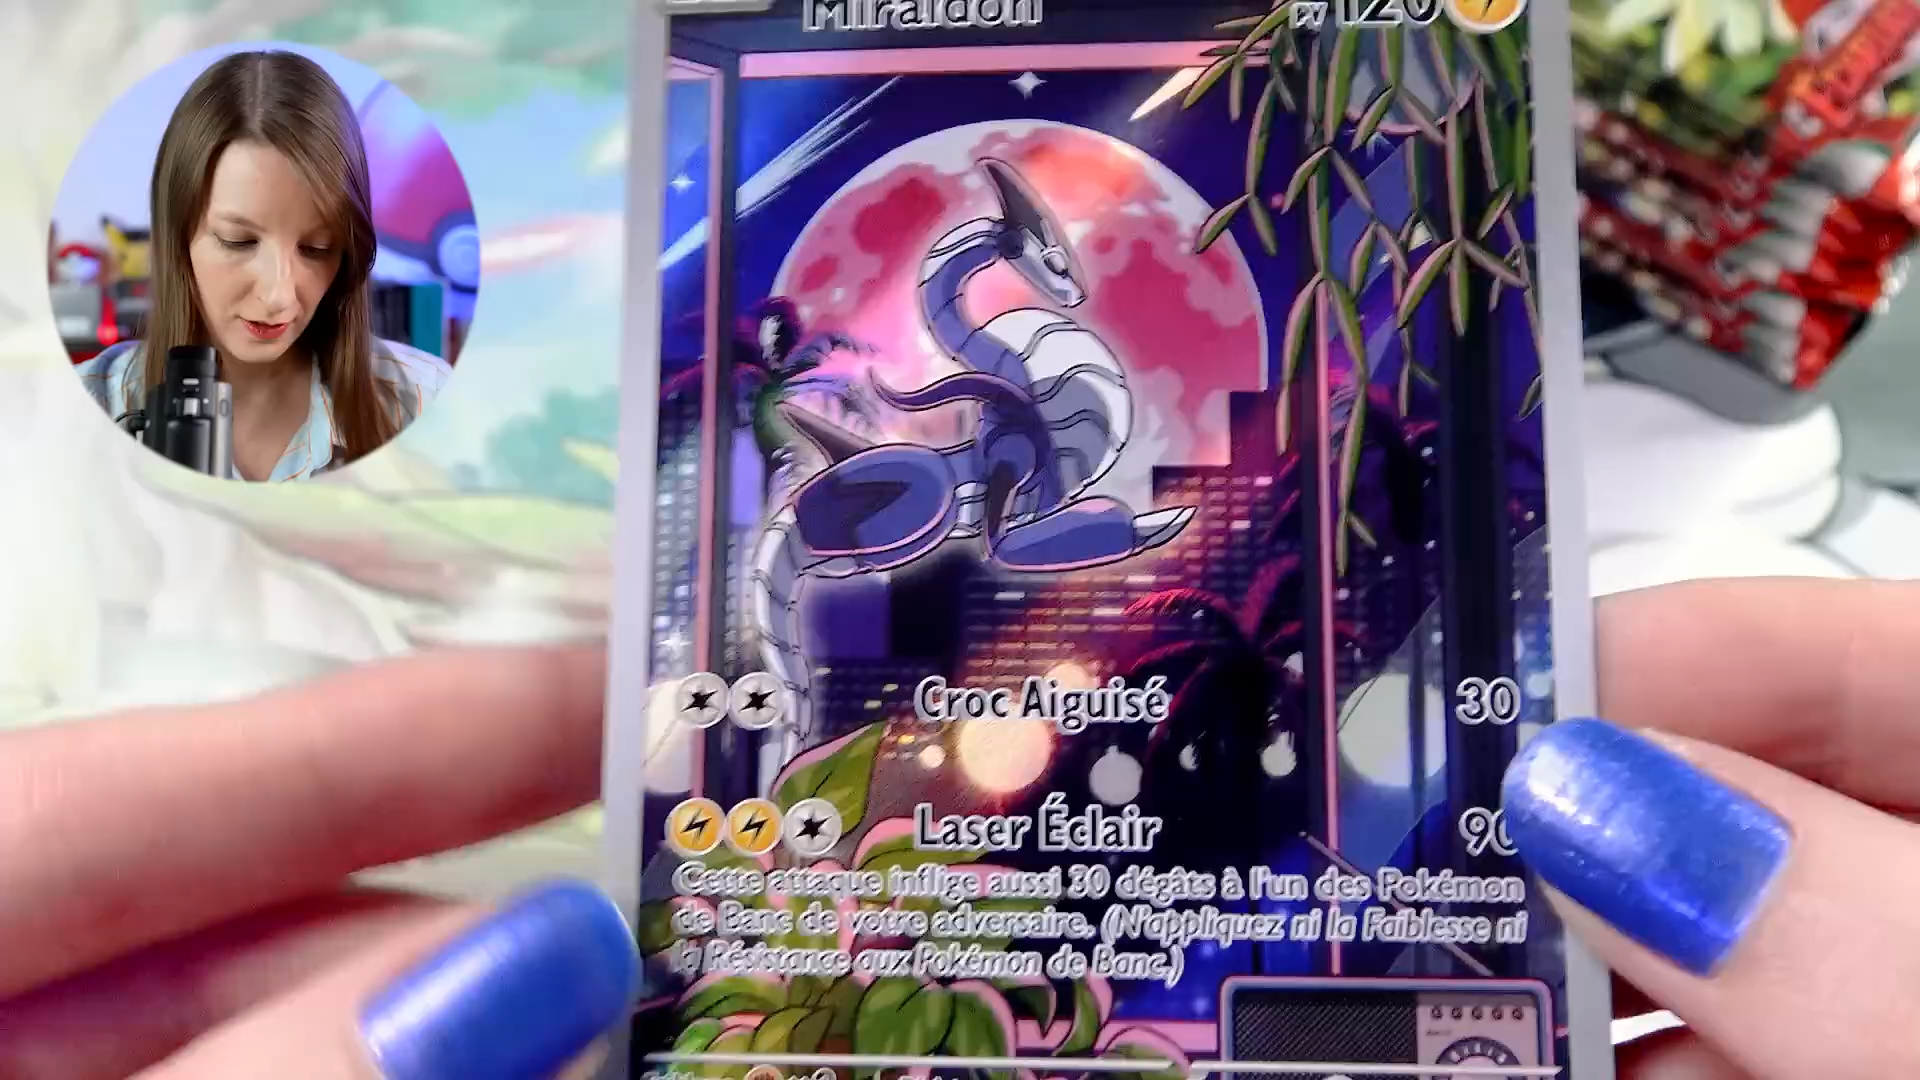 Miraidon
PV 120
Croc Aiguisé 30
Laser Éclair 90
Cette attaque inflige aussi 30 dégâts à l'un des Pokémon
de Banc de votre adversaire. (N'appliquez ni la Faiblesse ni
la Résistance aux Pokémon de Banc.)